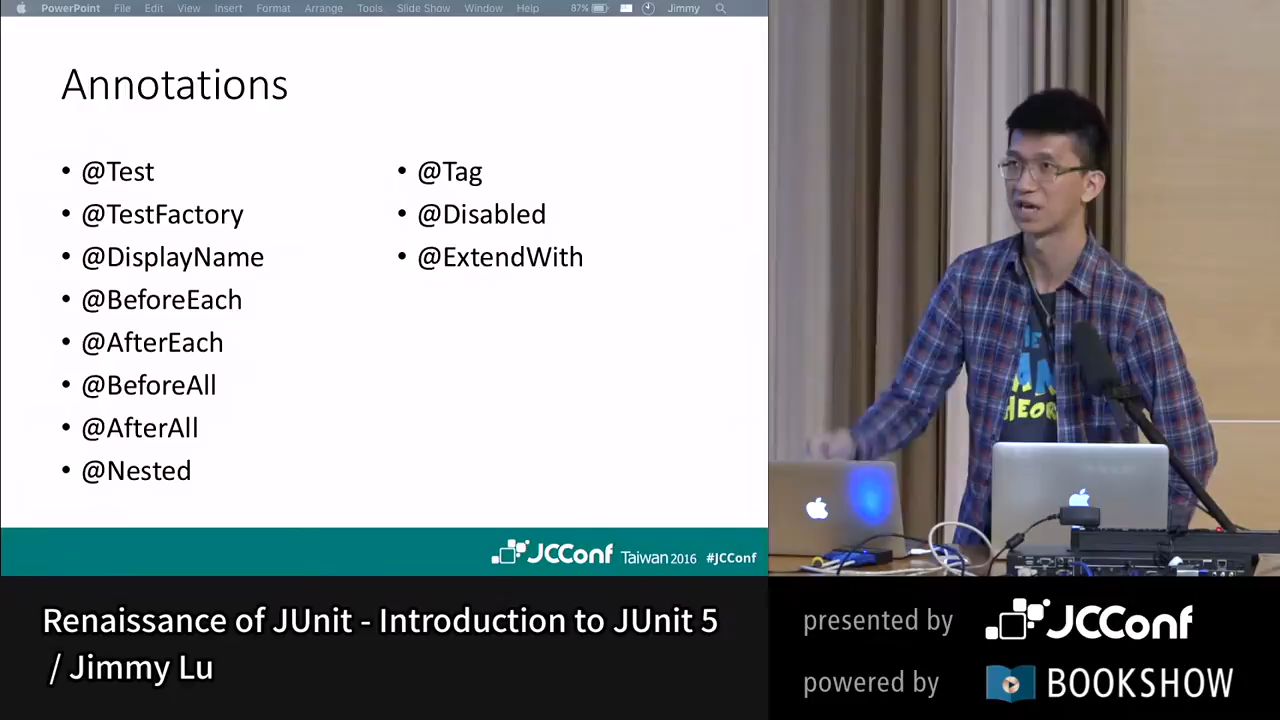 PowerPoint File Edit View Insert Format Arrange Tools Slide Show Window Help 87% Jimmy
Annotations
• @Test
• @TestFactory
• @DisplayName
• @BeforeEach
• @AfterEach
• @BeforeAll
• @AfterAll
• @Nested
• @Tag
• @Disabled
• @ExtendWith
JCConf Taiwan 2016 #JCConf
Renaissance of JUnit - Introduction to JUnit 5
/ Jimmy Lu
presented by JCConf
powered by BOOKSHOW